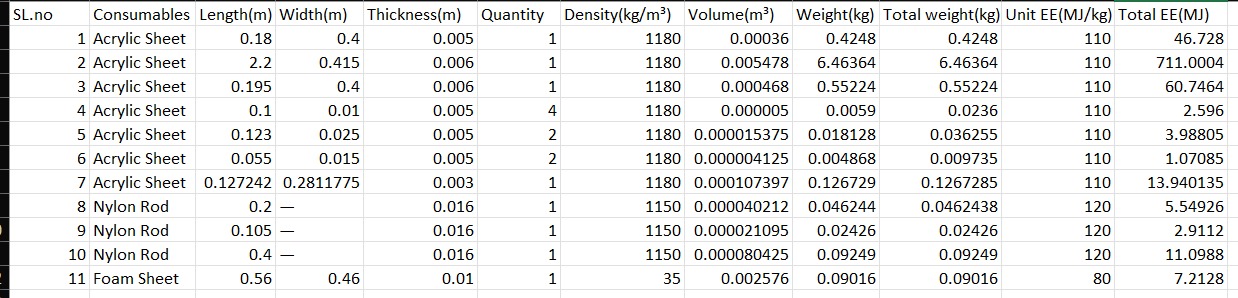 SL.no Consumables Length(m) Width(m) Thickness(m) Quantity Density(kg/m³) Volume(m³) Weight(kg) Total weight(kg) Unit EE(MJ/kg) Total EE(MJ)
1 Acrylic Sheet 0.18 0.4 0.005 1 1180 0.00036 0.4248 0.4248 110 46.728
2 Acrylic Sheet 2.2 0.415 0.006 1 1180 0.005478 6.46364 6.46364 110 711.0004
3 Acrylic Sheet 0.195 0.4 0.006 1 1180 0.000468 0.55224 0.55224 110 60.7464
4 Acrylic Sheet 0.1 0.01 0.005 4 1180 0.000005 0.0059 0.0236 110 2.596
5 Acrylic Sheet 0.123 0.025 0.005 2 1180 0.000015375 0.018128 0.036255 110 3.98805
6 Acrylic Sheet 0.055 0.015 0.005 2 1180 0.000004125 0.004868 0.009735 110 1.07085
7 Acrylic Sheet 0.127242 0.2811775 0.003 1 1180 0.000107397 0.126729 0.1267285 110 13.940135
8 Nylon Rod 0.2 — 0.016 1 1150 0.000040212 0.046244 0.0462438 120 5.54926
9 Nylon Rod 0.105 — 0.016 1 1150 0.000021095 0.02426 0.02426 120 2.9112
10 Nylon Rod 0.4 — 0.016 1 1150 0.000080425 0.09249 0.09249 120 11.0988
11 Foam Sheet 0.56 0.46 0.01 1 35 0.002576 0.09016 0.09016 80 7.2128